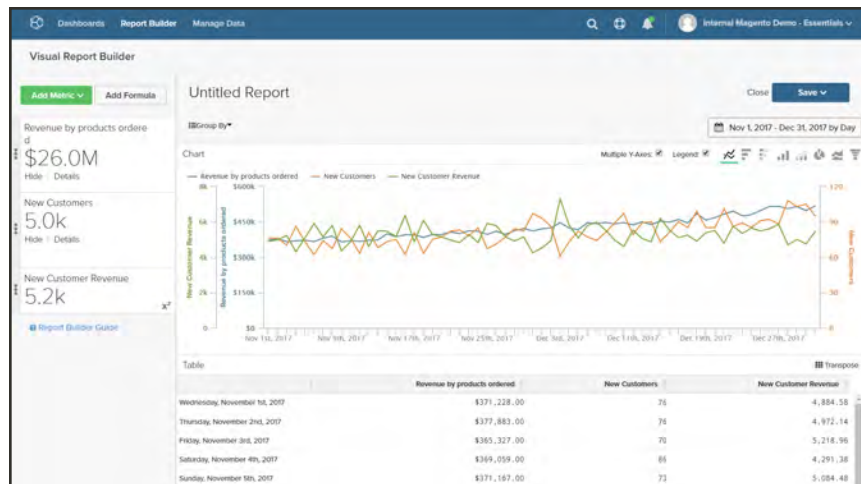 Dashboards Report Builder Manage Data Internal Magento Demo - Essentials
Visual Report Builder
Add Metric Add Formula
Untitled Report
Close Save
Revenue by products ordere
d
$26.0M
Hide Details
Group By
Nov 1, 2017 - Dec 31, 2017 by Day
Chart
Multiple Y-Axes: Legend:
Revenue by products ordered New Customers New Customer Revenue
New Customers
5.0k
Hide Details
New Customer Revenue
5.2k
x²
Report Builder Guide
New Customer Revenue
8k
6k
4k
2k
0
Revenue by products ordered
$600k
$450k
$300k
$150k
$0
120
90
60
30
0
New Customers
Nov 1st, 2017 Nov 9th, 2017 Nov 17th, 2017 Nov 25th, 2017 Dec 3rd, 2017 Dec 11th, 2017 Dec 19th, 2017 Dec 27th, 2017
Table
Transpose
Revenue by products ordered New Customers New Customer Revenue
Wednesday, November 1st, 2017 $371,228.00 76 4,884.58
Thursday, November 2nd, 2017 $377,883.00 76 4,972.14
Friday, November 3rd, 2017 $365,327.00 70 5,218.96
Saturday, November 4th, 2017 $369,059.00 86 4,291.38
Sunday, November 5th, 2017 $371,187.00 73 5,084.48